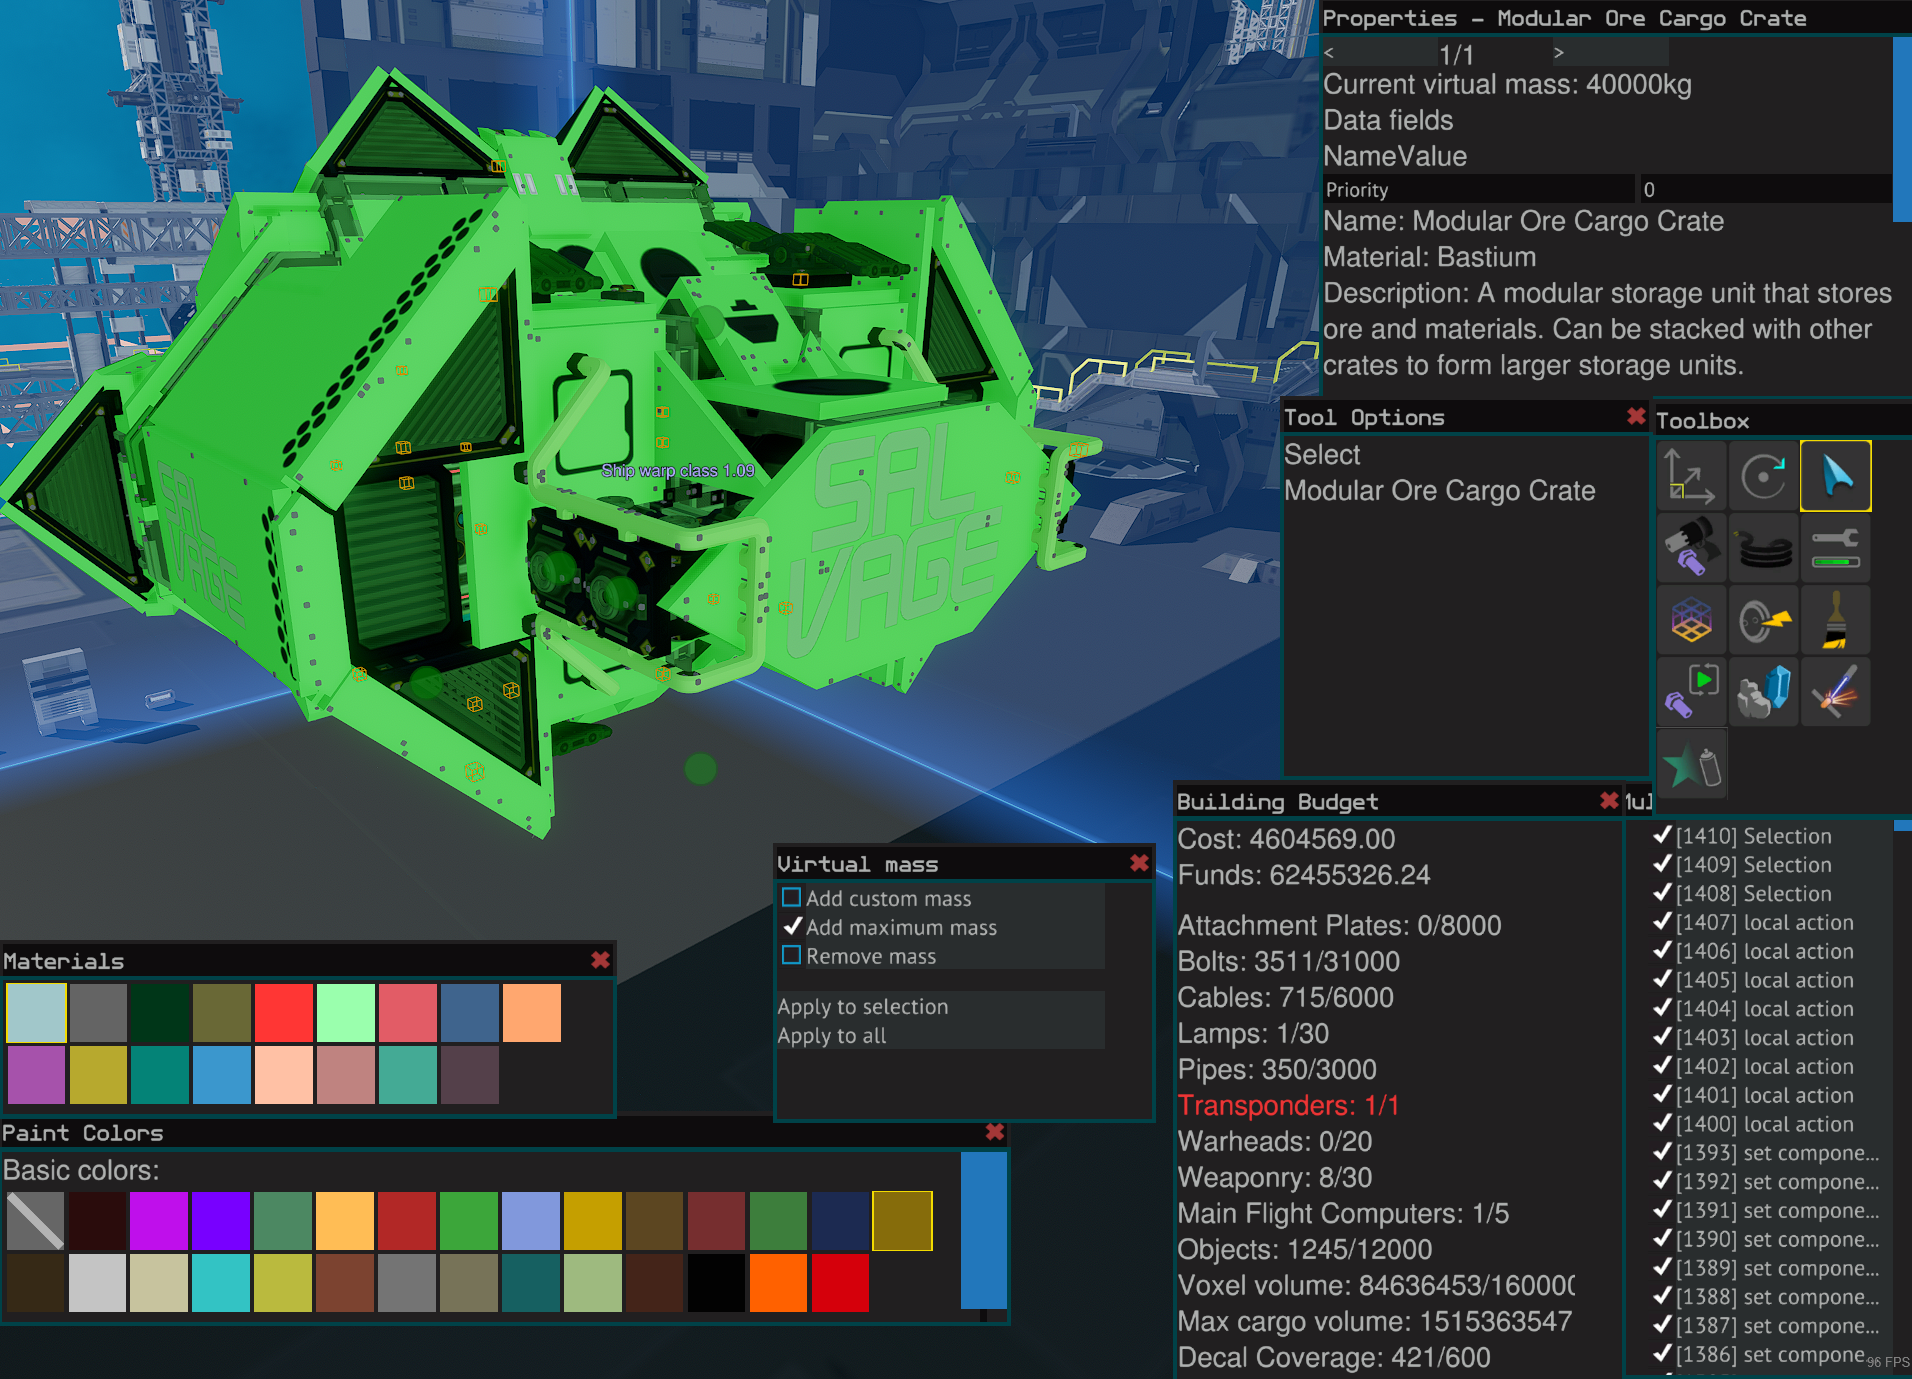 Properties - Modular Ore Cargo Crate
< 1/1 >
Current virtual mass: 40000kg
Data fields
NameValue
Priority 0
Name: Modular Ore Cargo Crate
Material: Bastium
Description: A modular storage unit that stores
ore and materials. Can be stacked with other
crates to form larger storage units.
Tool Options
Select
Modular Ore Cargo Crate
Toolbox
SAL
VAGE
SAL
VAGE
Ship warp class 1.09
Building Budget
Cost: 4604569.00
Funds: 62455326.24
Attachment Plates: 0/8000
Bolts: 3511/31000
Cables: 715/6000
Lamps: 1/30
Pipes: 350/3000
Transponders: 1/1
Warheads: 0/20
Weaponry: 8/30
Main Flight Computers: 1/5
Objects: 1245/12000
Voxel volume: 84636453/160000
Max cargo volume: 1515363547
Decal Coverage: 421/600
Mul
[1410] Selection
[1409] Selection
[1408] Selection
[1407] local action
[1406] local action
[1405] local action
[1404] local action
[1403] local action
[1402] local action
[1401] local action
[1400] local action
[1393] set compone...
[1392] set compone...
[1391] set compone...
[1390] set compone...
[1389] set compone...
[1388] set compone...
[1387] set compone...
[1386] set compone...
96 FPS
Virtual mass
Add custom mass
Add maximum mass
Remove mass
Apply to selection
Apply to all
Materials
Paint Colors
Basic colors: